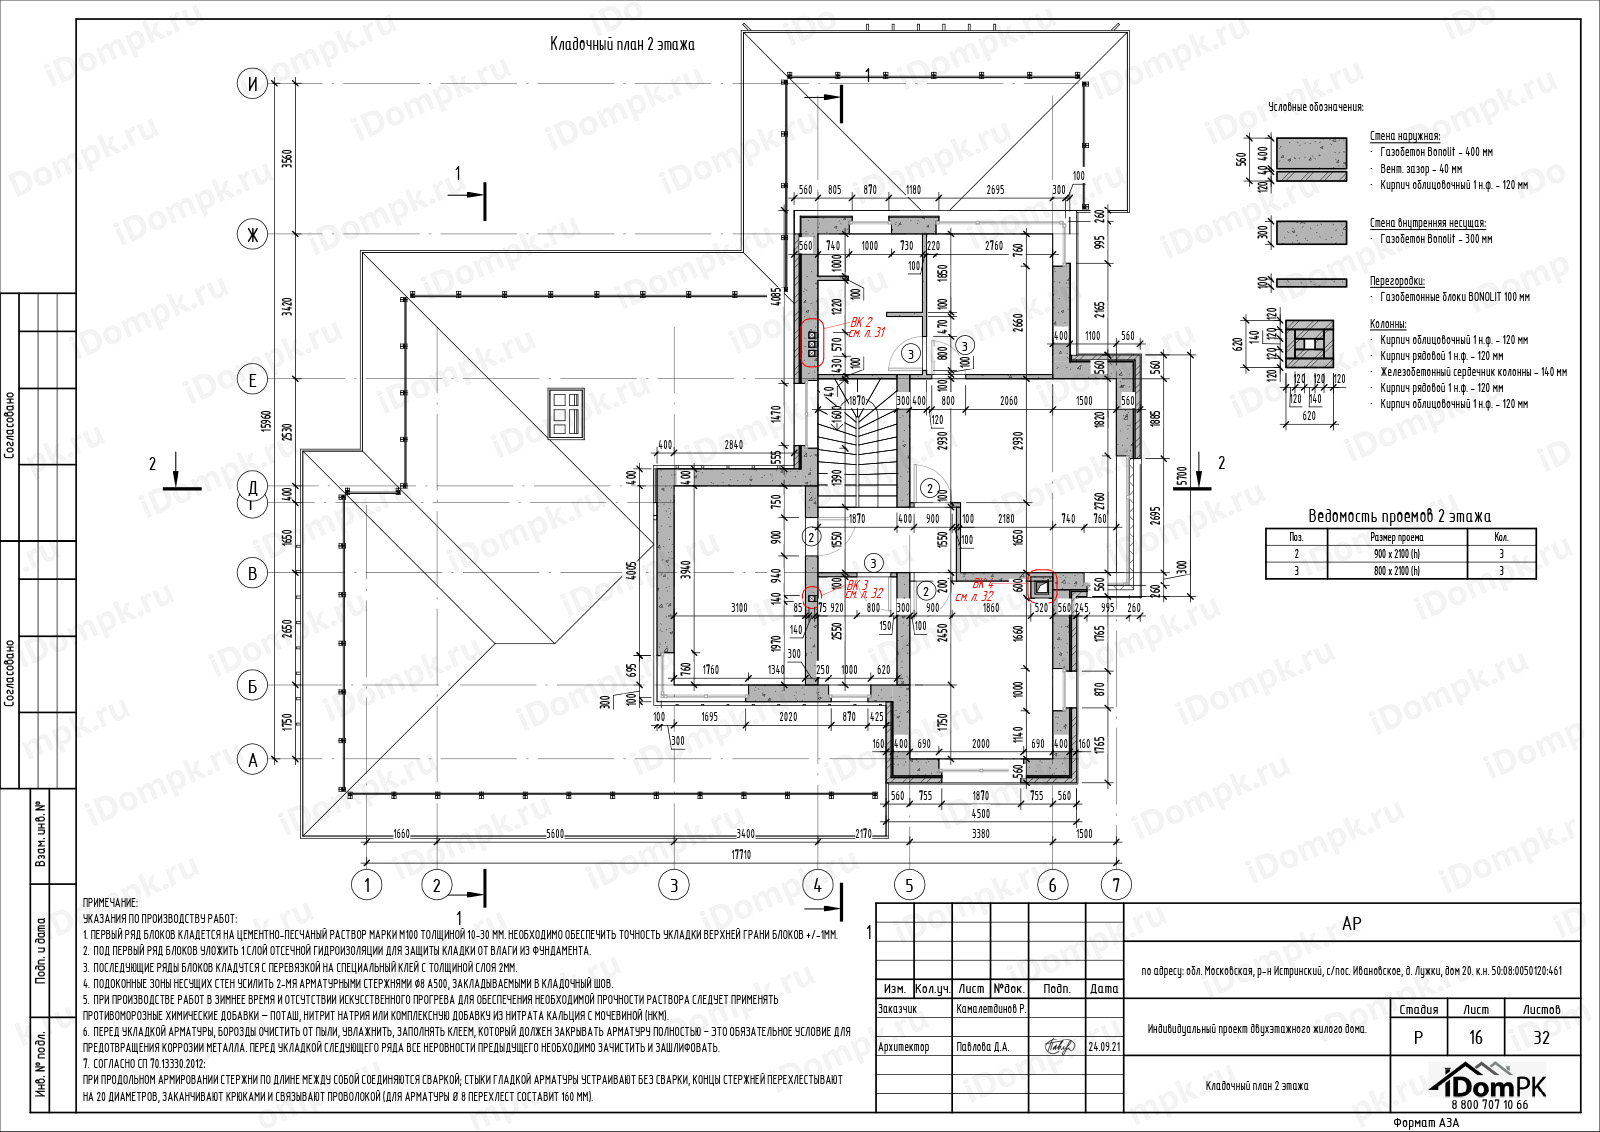 Кладочный план 2 этажа
И
Ж
Е
Д
Г
В
Б
А
1
2
3
4
5
6
7
1
1
1
1
2
2
3560
3420
2530
400
1650
2650
1750
15960
1660
5600
3400
2170
3380
1500
17710
560
805
870
1180
2695
300
100
560
740
1000
730
220
2760
ВК 2
см. л. 31
ВК 3
см. л. 32
ВК 4
см. л. 32
400
2840
1870
300
400
800
2060
1500
560
1870
400
900
100
2180
740
760
3100
85
75
920
800
300
900
1860
520
560
245
995
260
1760
1340
250
1000
620
100
1695
2020
870
425
300
160
400
690
2000
690
400
160
560
755
1870
755
560
4500
Условные обозначения:
Стена наружная:
· Газобетон Bonolit – 400 мм
· Вент. зазор – 40 мм
· Кирпич облицовочный 1 н.ф. – 120 мм
Стена внутренняя несущая:
· Газобетон Bonolit – 300 мм
Перегородки:
· Газобетонные блоки BONOLIT 100 мм
Колонны:
· Кирпич облицовочный 1 н.ф. – 120 мм
· Кирпич рядовой 1 н.ф. – 120 мм
· Железобетонный сердечник колонны – 140 мм
· Кирпич рядовой 1 н.ф. – 120 мм
· Кирпич облицовочный 1 н.ф. – 120 мм
Ведомость проемов 2 этажа
Поз. Размер проема Кол.
2 900 х 2100 (h) 3
3 800 х 2100 (h) 3
ПРИМЕЧАНИЕ:
УКАЗАНИЯ ПО ПРОИЗВОДСТВУ РАБОТ:
1. ПЕРВЫЙ РЯД БЛОКОВ КЛАДЕТСЯ НА ЦЕМЕНТНО-ПЕСЧАНЫЙ РАСТВОР МАРКИ М100 ТОЛЩИНОЙ 10-30 ММ. НЕОБХОДИМО ОБЕСПЕЧИТЬ ТОЧНОСТЬ УКЛАДКИ ВЕРХНЕЙ ГРАНИ БЛОКОВ +/-1ММ.
2. ПОД ПЕРВЫЙ РЯД БЛОКОВ УЛОЖИТЬ 1 СЛОЙ ОТСЕЧНОЙ ГИДРОИЗОЛЯЦИИ ДЛЯ ЗАЩИТЫ КЛАДКИ ОТ ВЛАГИ ИЗ ФУНДАМЕНТА.
3. ПОСЛЕДУЮЩИЕ РЯДЫ БЛОКОВ КЛАДУТСЯ С ПЕРЕВЯЗКОЙ НА СПЕЦИАЛЬНЫЙ КЛЕЙ С ТОЛЩИНОЙ СЛОЯ 2ММ.
4. ПОДОКОННЫЕ ЗОНЫ НЕСУЩИХ СТЕН УСИЛИТЬ 2-МЯ АРМАТУРНЫМИ СТЕРЖНЯМИ Ф8 А500, ЗАКЛАДЫВАЕМЫМИ В КЛАДОЧНЫЙ ШОВ.
5. ПРИ ПРОИЗВОДСТВЕ РАБОТ В ЗИМНЕЕ ВРЕМЯ И ОТСУТСТВИИ ИСКУССТВЕННОГО ПРОГРЕВА ДЛЯ ОБЕСПЕЧЕНИЯ НЕОБХОДИМОЙ ПРОЧНОСТИ РАСТВОРА СЛЕДУЕТ ПРИМЕНЯТЬ
ПРОТИВОМОРОЗНЫЕ ХИМИЧЕСКИЕ ДОБАВКИ – ПОТАШ, НИТРИТ НАТРИЯ ИЛИ КОМПЛЕКСНУЮ ДОБАВКУ ИЗ НИТРАТА КАЛЬЦИЯ С МОЧЕВИНОЙ (НКМ).
6. ПЕРЕД УКЛАДКОЙ АРМАТУРЫ, БОРОЗДЫ ОЧИСТИТЬ ОТ ПЫЛИ, УВЛАЖНИТЬ, ЗАПОЛНЯТЬ КЛЕЕМ, КОТОРЫЙ ДОЛЖЕН ЗАКРЫВАТЬ АРМАТУРУ ПОЛНОСТЬЮ – ЭТО ОБЯЗАТЕЛЬНОЕ УСЛОВИЕ ДЛЯ
ПРЕДОТВРАЩЕНИЯ КОРРОЗИИ МЕТАЛЛА. ПЕРЕД УКЛАДКОЙ СЛЕДУЮЩЕГО РЯДА ВСЕ НЕРОВНОСТИ ПРЕДЫДУЩЕГО НЕОБХОДИМО ЗАЧИСТИТЬ И ЗАШЛИФОВАТЬ.
7. СОГЛАСНО СП 70.13330.2012:
ПРИ ПРОДОЛЬНОМ АРМИРОВАНИИ СТЕРЖНИ ПО ДЛИНЕ МЕЖДУ СОБОЙ СОЕДИНЯЮТСЯ СВАРКОЙ; СТЫКИ ГЛАДКОЙ АРМАТУРЫ УСТРАИВАЮТ БЕЗ СВАРКИ, КОНЦЫ СТЕРЖНЕЙ ПЕРЕХЛЕСТЫВАЮТ
НА 20 ДИАМЕТРОВ, ЗАКАНЧИВАЮТ КРЮКАМИ И СВЯЗЫВАЮТ ПРОВОЛОКОЙ (ДЛЯ АРМАТУРЫ Ø 8 ПЕРЕХЛЕСТ СОСТАВИТ 160 ММ).
Согласовано
Согласовано
Взам. инв. №
Подп. и дата
Инв. № подл.
АР
по адресу: обл. Московская, р-н Истринский, с/пос. Ивановское, д. Лужки, дом 20. к.н. 50:08:0050120:461
Изм. Кол.уч. Лист №док. Подп. Дата
Заказчик Камалетдинов Р.
Архитектор Павлова Д.А. 24.09.21
Индивидуальный проект двухэтажного жилого дома.
Стадия Лист Листов
Р 16 32
Кладочный план 2 этажа
iDomPK
8 800 707 10 66
Формат А3А